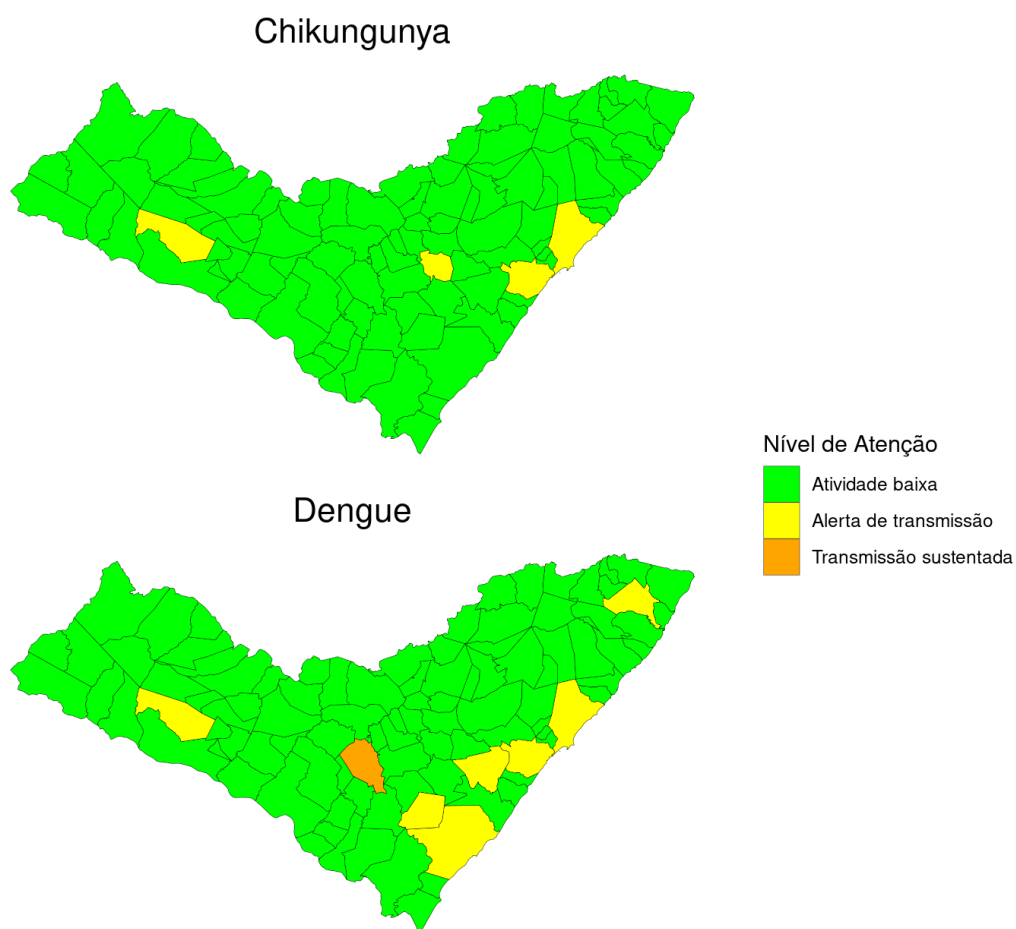 Chikungunya
Dengue
Nível de Atenção
Atividade baixa
Alerta de transmissão
Transmissão sustentada